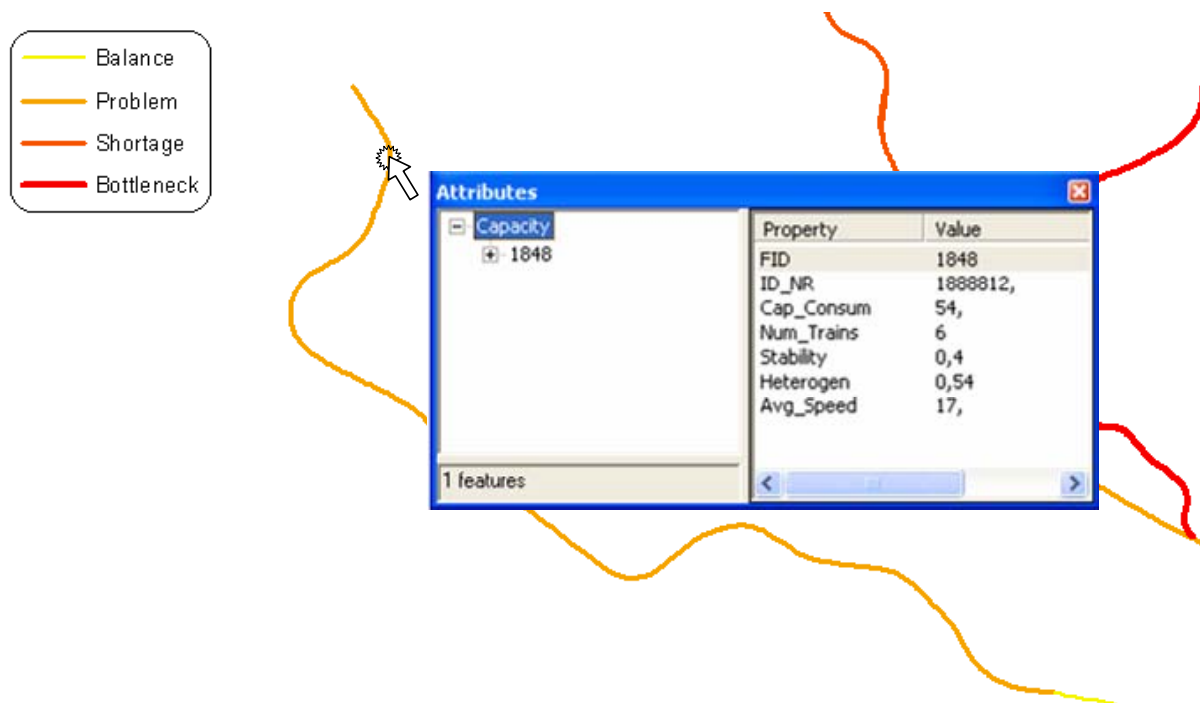 Balance
Problem
Shortage
Bottleneck
Attributes
Capacity
1848
1 features
Property Value
FID 1848
ID_NR 1888812,
Cap_Consum 54,
Num_Trains 6
Stability 0,4
Heterogen 0,54
Avg_Speed 17,